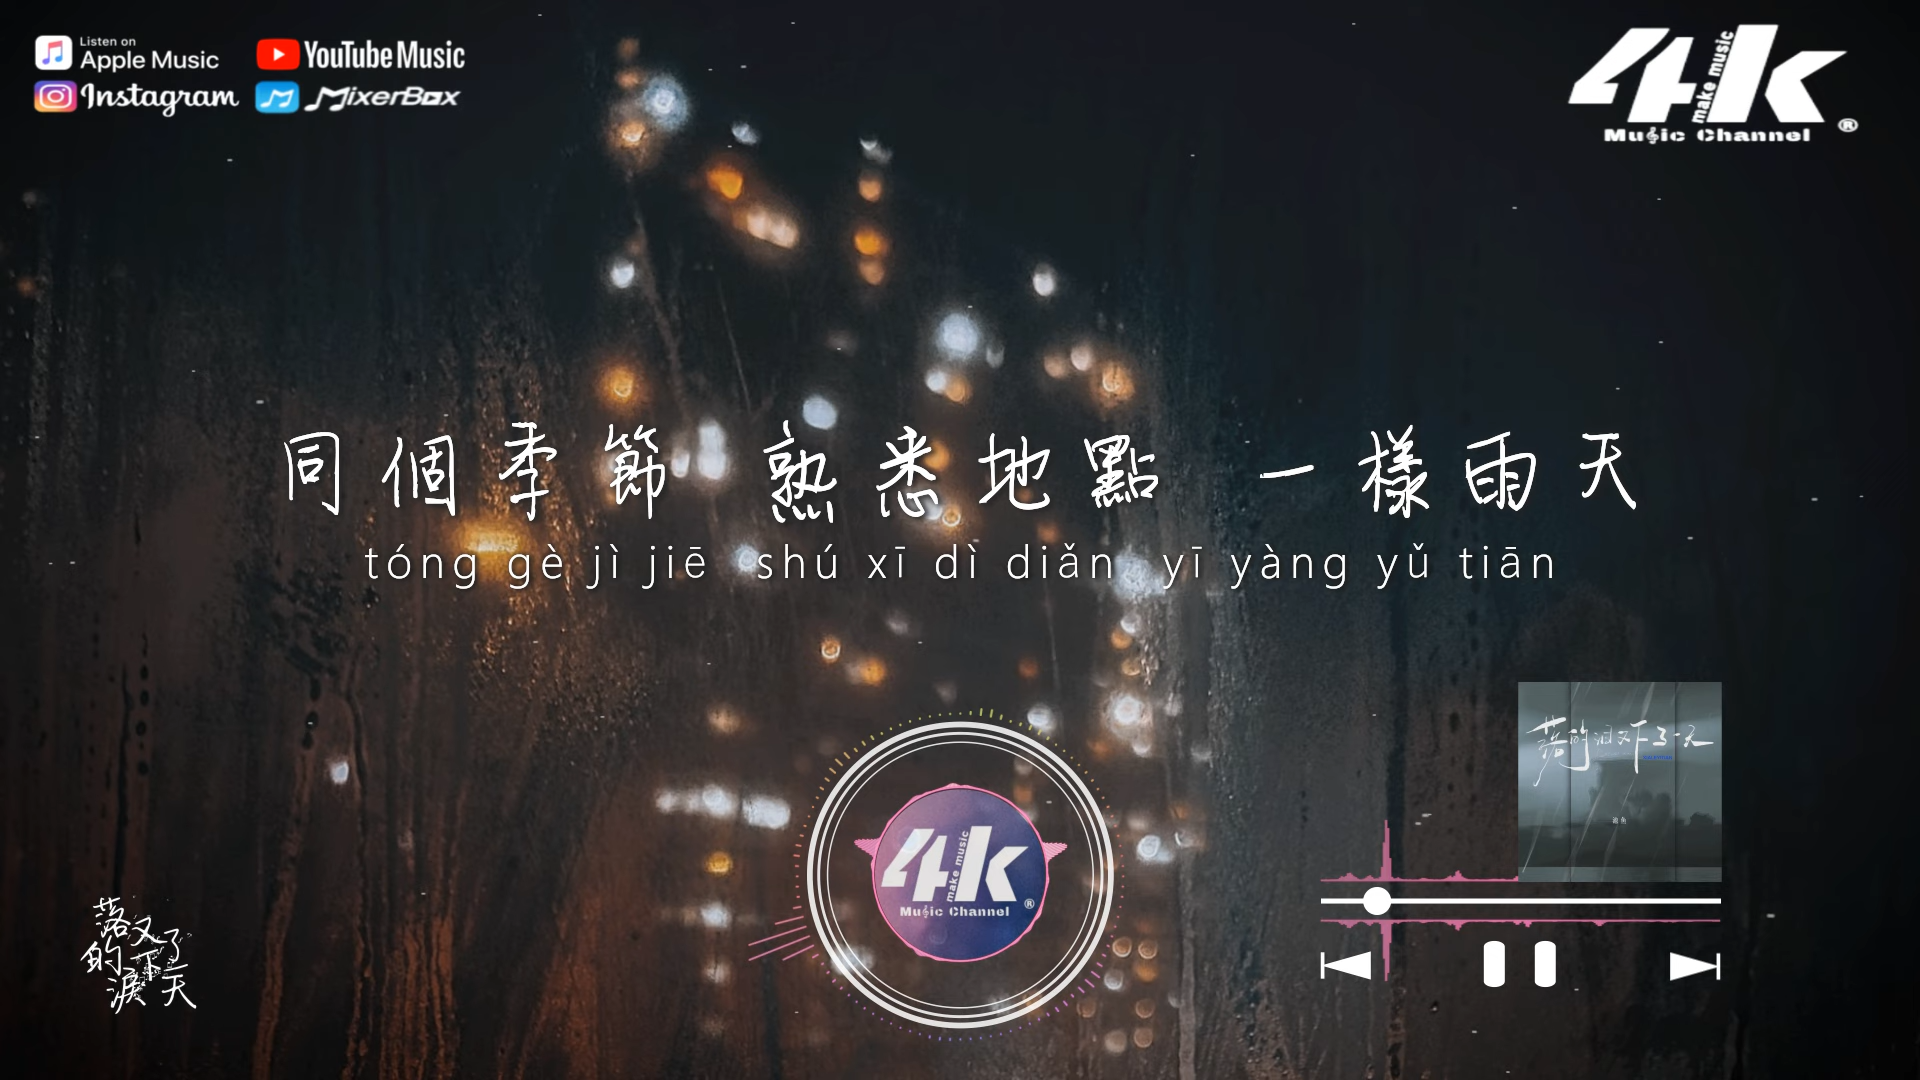 Listen on
Apple Music
YouTube Music
Instagram
MixerBox
4k make music
Music Channel ®
同個季節 熟悉地點 一樣雨天
tóng gè jì jiē shú xī dì diǎn yī yàng yǔ tiān
落的泪又下了一天
4k make music
Music Channel ®
落的淚
又下
了一天